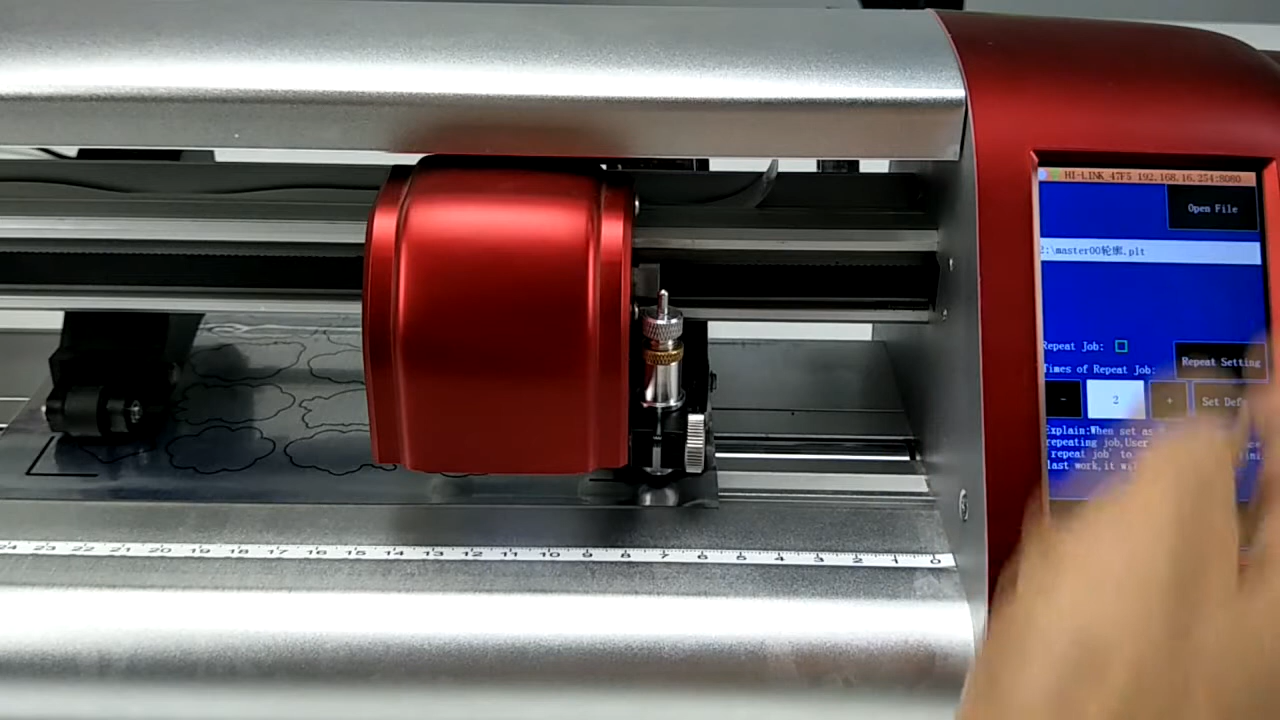 HI-LINK_47F5 192.168.16.254:8080
Open File
:\master00轮廓.plt
Repeat Job:
Repeat Setting
Times of Repeat Job:
- 2 + Set Def
Explain:When set as
repeating job,User
repeat job to
last work,it
24 23 22 21 20 19 18 17 16 15 14 13 12 11 10 9 8 7 6 5 4 3 2 1 0